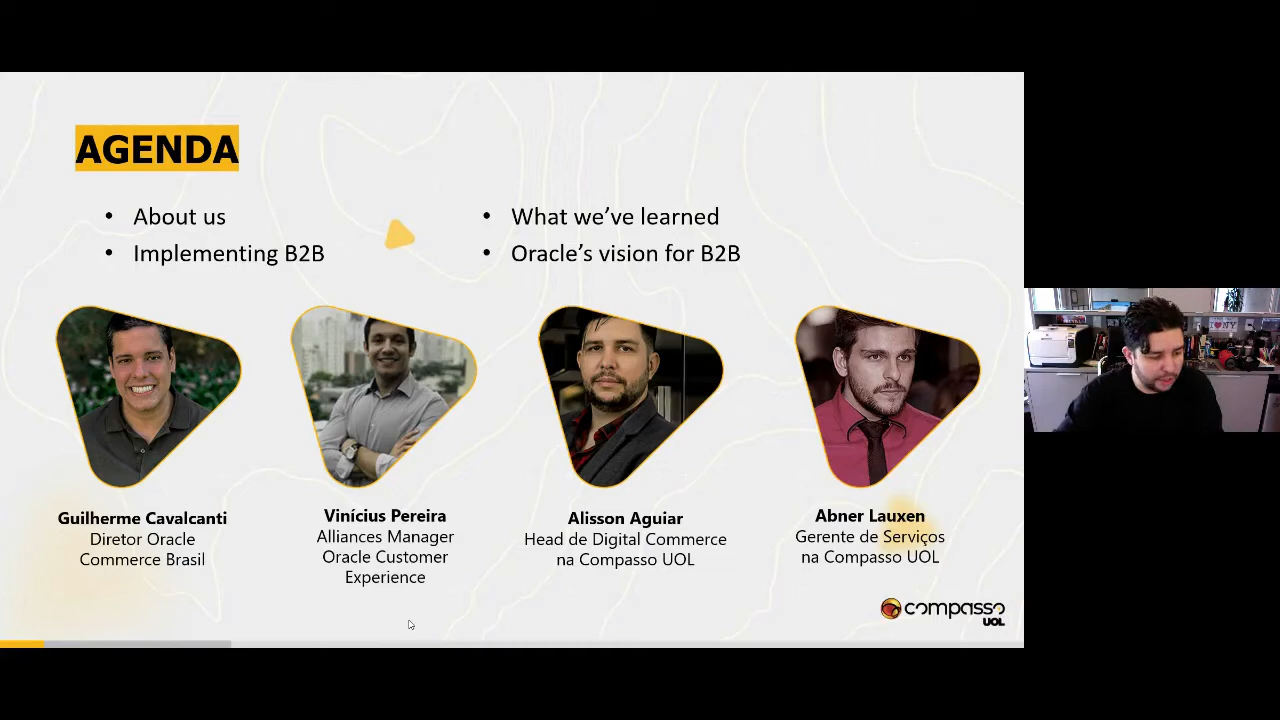 AGENDA
• About us
• Implementing B2B
• What we've learned
• Oracle's vision for B2B
Guilherme Cavalcanti
Diretor Oracle
Commerce Brasil
Vinícius Pereira
Alliances Manager
Oracle Customer
Experience
Alisson Aguiar
Head de Digital Commerce
na Compasso UOL
Abner Lauxen
Gerente de Serviços
na Compasso UOL
compasso
UOL